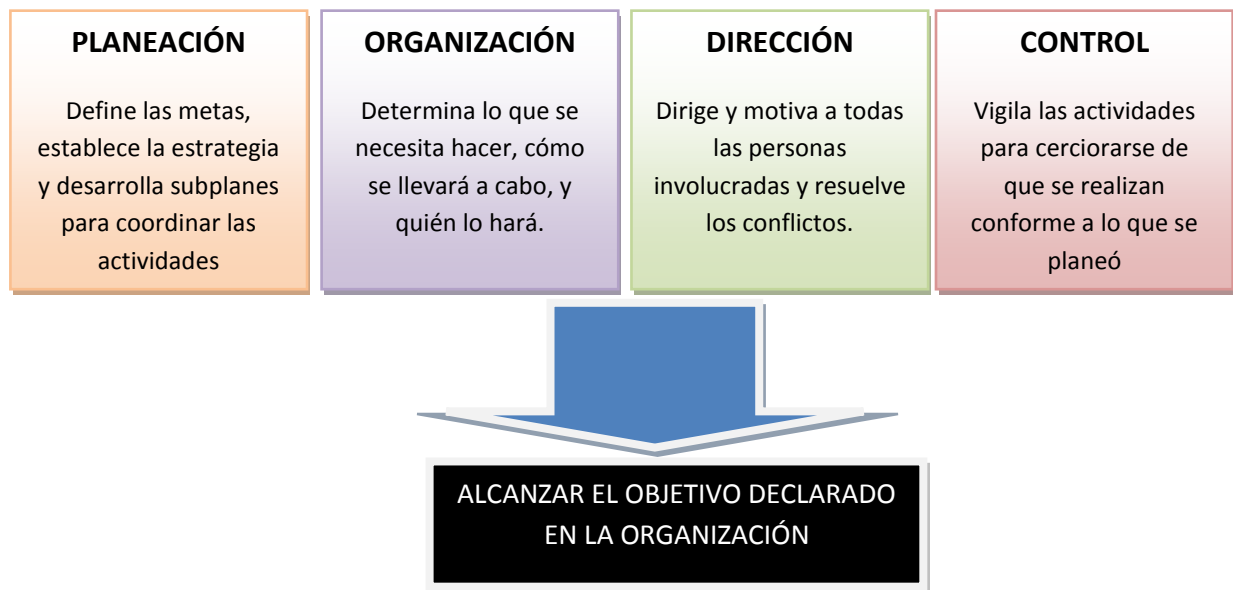 PLANEACIÓN
Define las metas,
establece la estrategia
y desarrolla subplanes
para coordinar las
actividades
ORGANIZACIÓN
Determina lo que se
necesita hacer, cómo
se llevará a cabo, y
quién lo hará.
DIRECCIÓN
Dirige y motiva a todas
las personas
involucradas y resuelve
los conflictos.
CONTROL
Vigila las actividades
para cerciorarse de
que se realizan
conforme a lo que se
planeó
ALCANZAR EL OBJETIVO DECLARADO
EN LA ORGANIZACIÓN